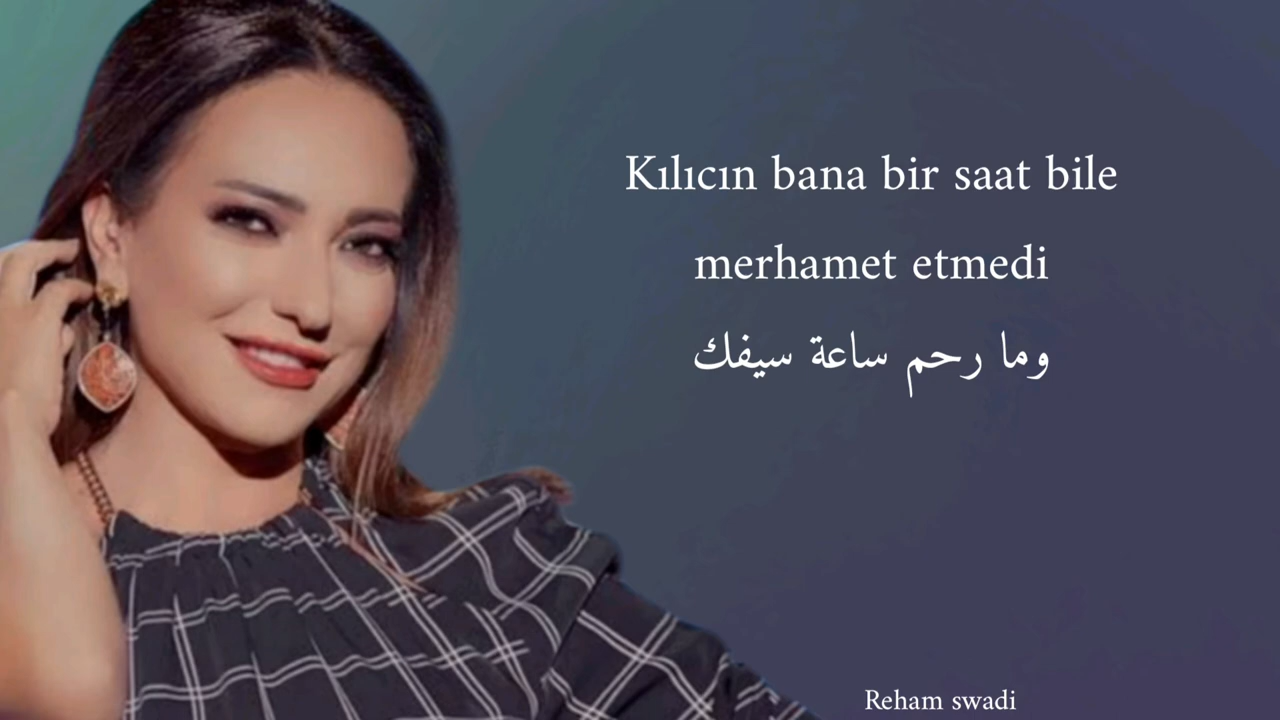 Kılıcın bana bir saat bile
merhamet etmedi
وما رحم ساعة سيفك
Reham swadi